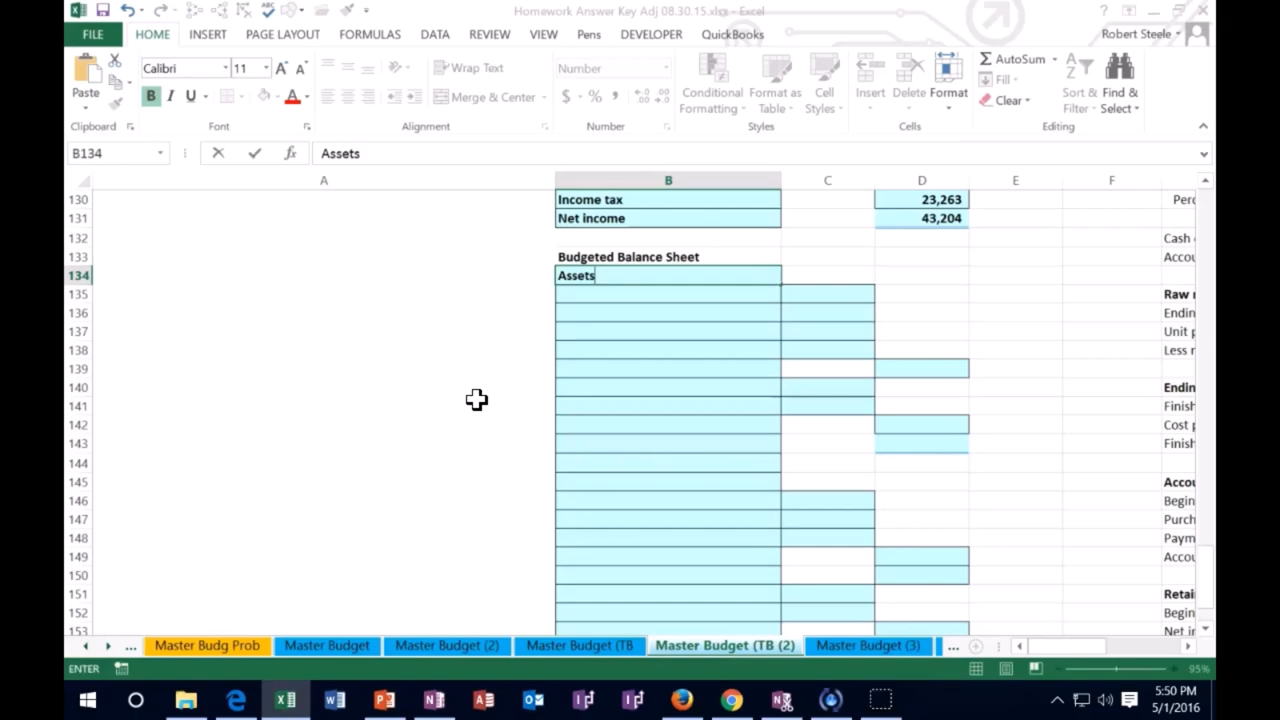 Homework Answer Key Adj 08.30.15.xlsx - Excel
FILE HOME INSERT PAGE LAYOUT FORMULAS DATA REVIEW VIEW Pens DEVELOPER QuickBooks Robert Steele
Calibri 11 Wrap Text Number AutoSum
Paste B I U Merge & Center $ % Conditional Formatting Format as Table Cell Styles Insert Delete Format Fill Clear Sort & Filter Find & Select
Clipboard Font Alignment Number Styles Cells Editing
B134 fx Assets
A B C D E F
130 Income tax 23,263 Perc
131 Net income 43,204
132 Cash
133 Budgeted Balance Sheet Accou
134 Assets
135 Raw
136 Endin
137 Unit p
138 Less
139
140 Endin
141 Finish
142 Cost p
143 Finish
144
145 Accou
146 Begin
147 Purch
148 Paym
149 Accou
150
151 Retai
152 Begin
153 Net in
... Master Budg Prob Master Budget Master Budget (2) Master Budget (TB Master Budget (TB (2) Master Budget (3) ...
ENTER 95%
5:50 PM
5/1/2016